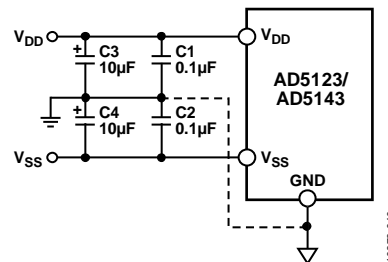 VDD
+ C3
10µF
C1
0.1µF
VDD
AD5123/
AD5143
+ C4
10µF
C2
0.1µF
VSS
VSS
GND